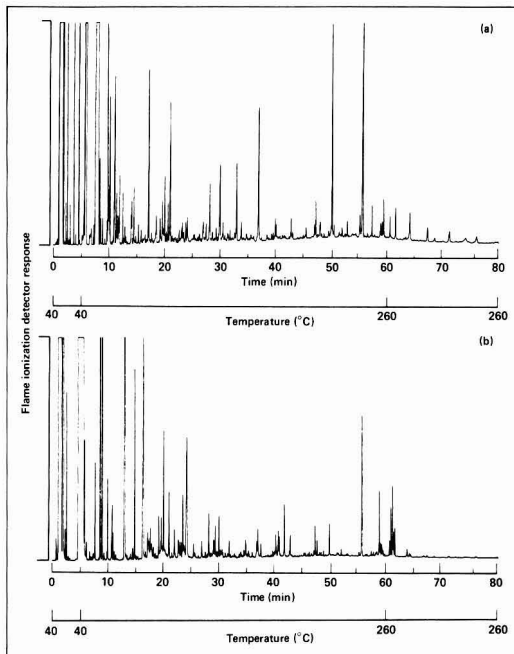 (a)
0 10 20 30 40 50 60 70 80
Time (min)
40 40 260 260
Temperature (°C)
Flame ionization detector response
(b)
0 10 20 30 40 50 60 70 80
Time (min)
40 40 260 260
Temperature (°C)